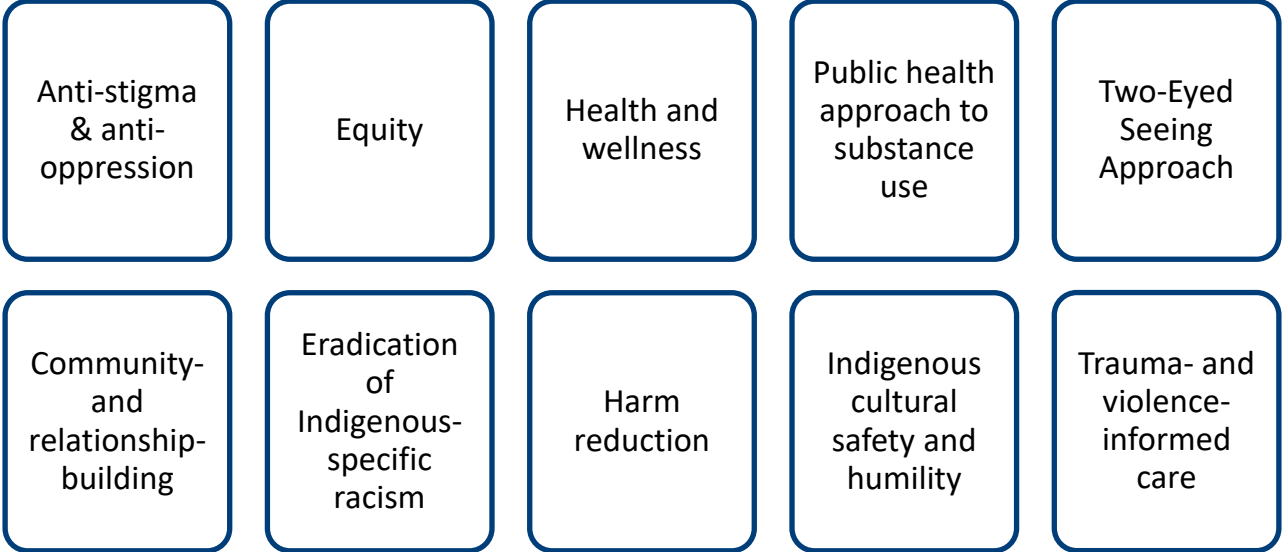 Anti-stigma
& anti-
oppression
Equity
Health and
wellness
Public health
approach to
substance
use
Two-Eyed
Seeing
Approach
Community-
and
relationship-
building
Eradication
of
Indigenous-
specific
racism
Harm
reduction
Indigenous
cultural
safety and
humility
Trauma- and
violence-
informed
care